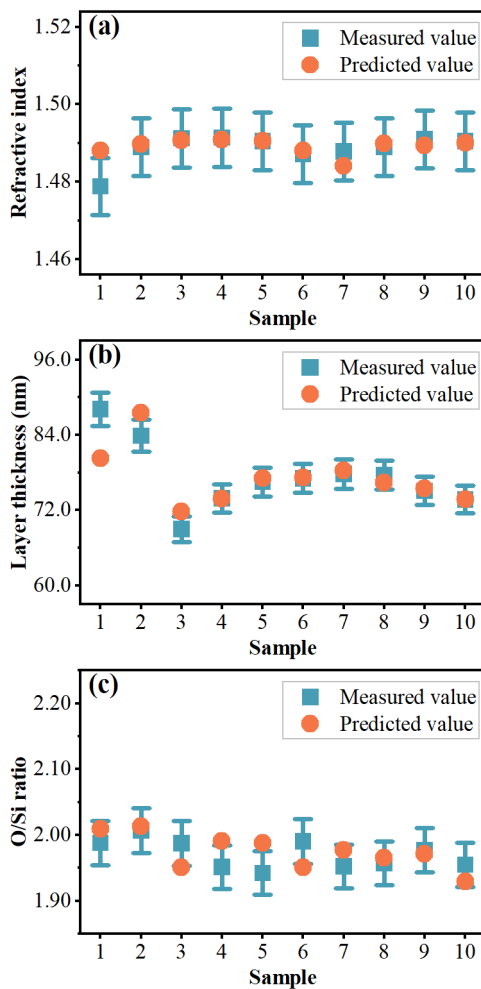 (a)
Measured value
Predicted value
Refractive index
1.52
1.50
1.48
1.46
1 2 3 4 5 6 7 8 9 10
Sample
(b)
Measured value
Predicted value
Layer thickness (nm)
96.0
84.0
72.0
60.0
1 2 3 4 5 6 7 8 9 10
Sample
(c)
Measured value
Predicted value
O/Si ratio
2.20
2.10
2.00
1.90
1 2 3 4 5 6 7 8 9 10
Sample